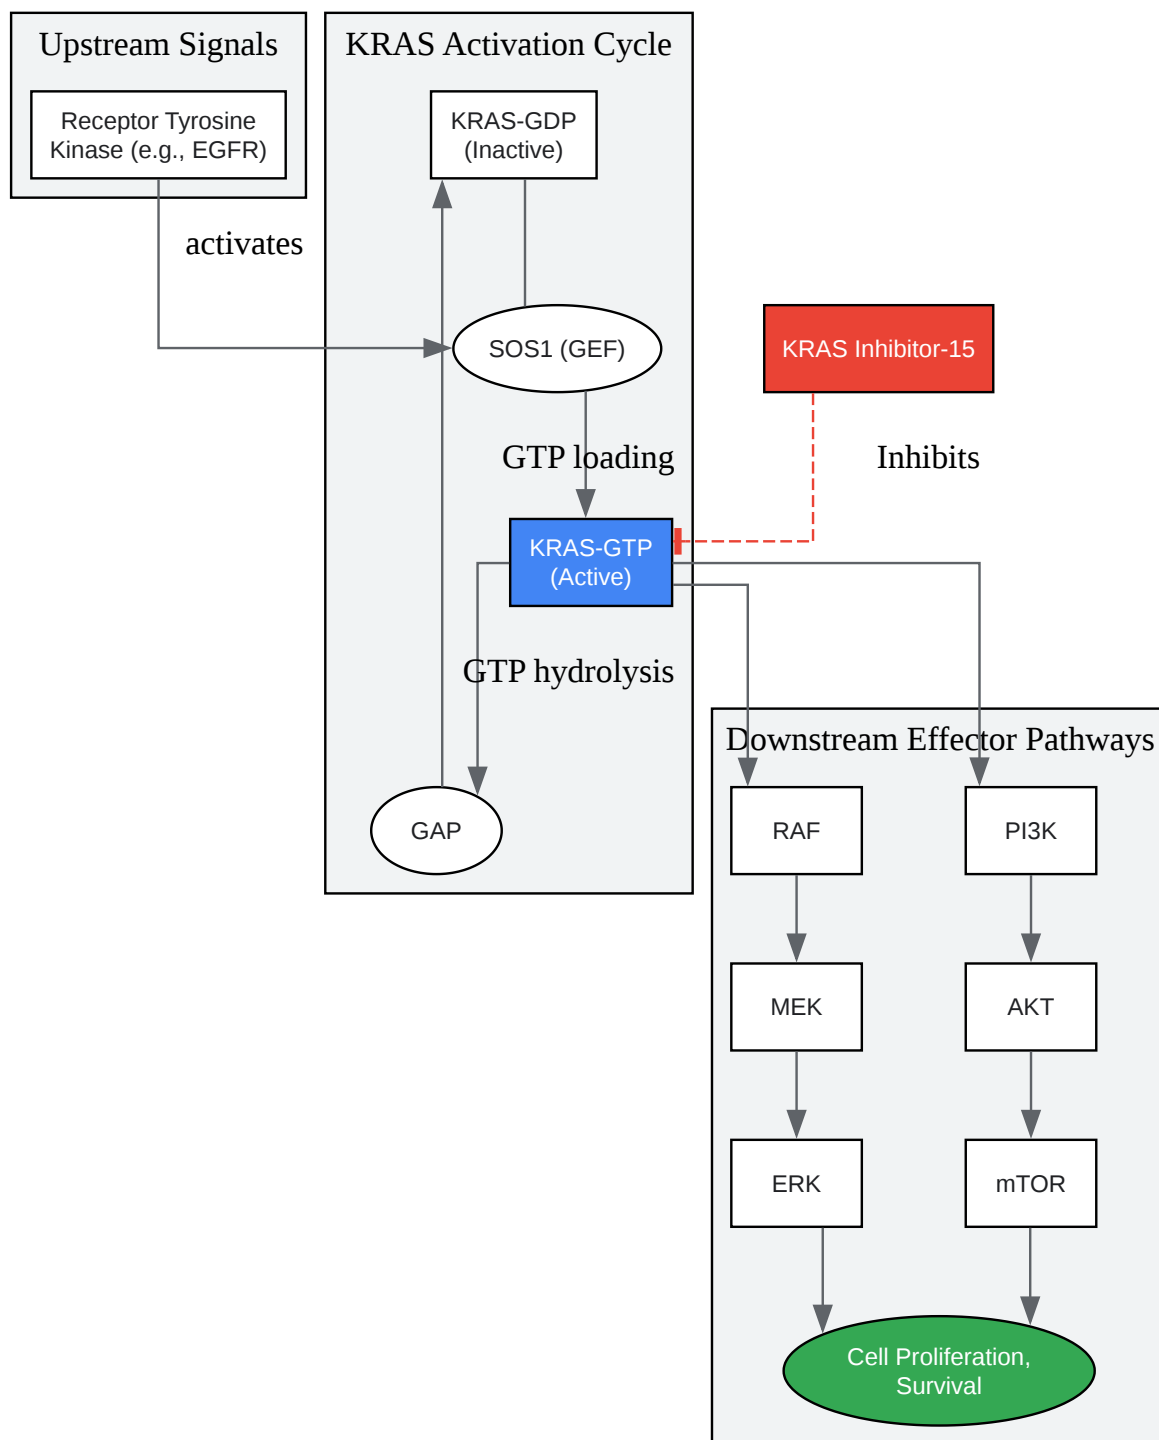 Upstream Signals
KRAS Activation Cycle
Receptor Tyrosine
Kinase (e.g., EGFR)
KRAS-GDP
(Inactive)
activates
SOS1 (GEF)
KRAS Inhibitor-15
GTP loading
Inhibits
KRAS-GTP
(Active)
GTP hydrolysis
Downstream Effector Pathways
GAP
RAF
PI3K
MEK
AKT
ERK
mTOR
Cell Proliferation,
Survival